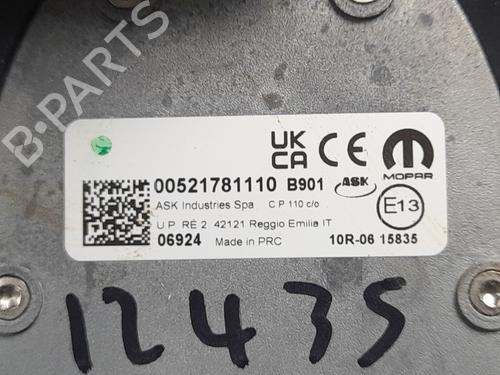 B-PARTS
UK
CA CE
MOPAR
00521781110 B901 ASK
ASK Industries Spa C P 110 c/o
E13
U.P. RÉ 2 42121 Reggio Emilia IT
06924 Made in PRC 10R-06 15835
12435